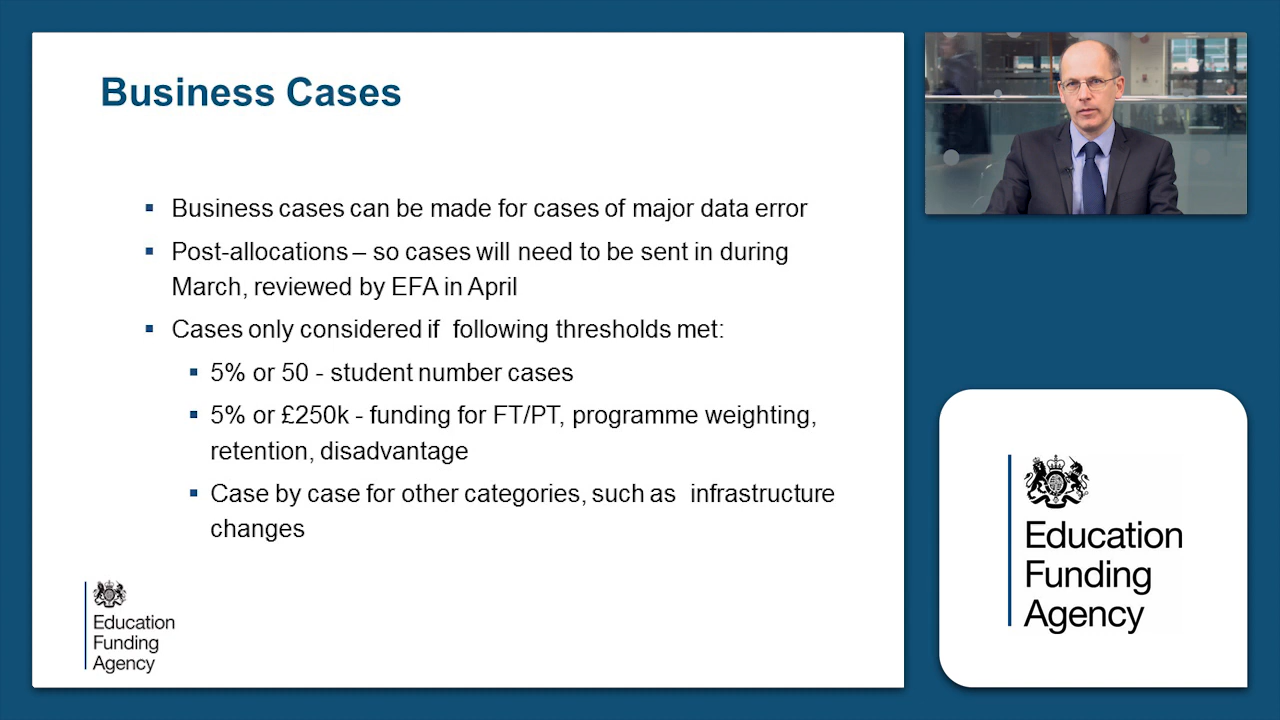 Business Cases
▪ Business cases can be made for cases of major data error
▪ Post-allocations – so cases will need to be sent in during
March, reviewed by EFA in April
▪ Cases only considered if  following thresholds met:
▪ 5% or 50 - student number cases
▪ 5% or £250k - funding for FT/PT, programme weighting,
retention, disadvantage
▪ Case by case for other categories, such as  infrastructure
changes
Education
Funding
Agency
Education
Funding
Agency